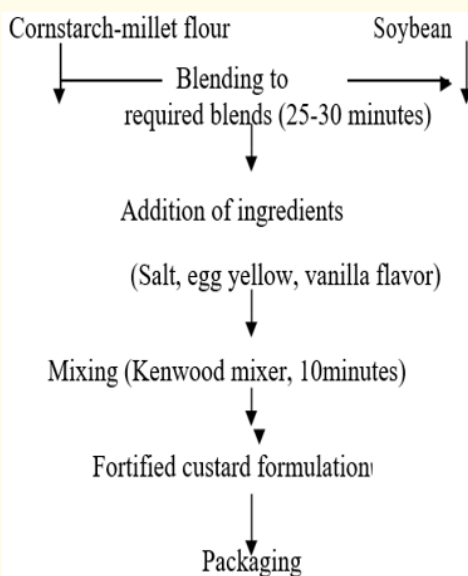 Cornstarch-millet flour Soybean
Blending to
required blends (25-30 minutes)
Addition of ingredients
(Salt, egg yellow, vanilla flavor)
Mixing (Kenwood mixer, 10minutes)
Fortified custard formulation
Packaging